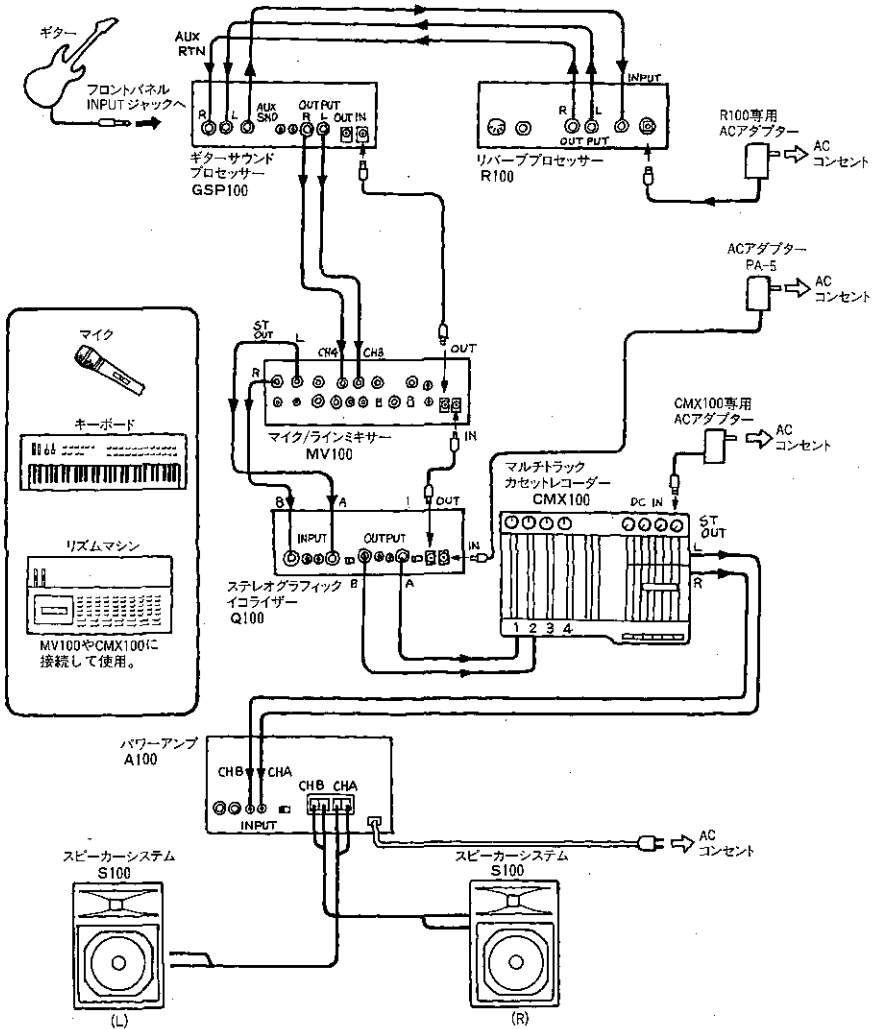 ギター
フロントパネル
INPUTジャックへ
AUX
RTN
R
L
AUX
SND
OUTPUT
R
L
OUT
IN
ギターサウンド
プロセッサー
GSP100
INPUT
R
L
OUTPUT
リバーブプロセッサー
R100
R100専用
ACアダプター
AC
コンセント
ACアダプター
PA-5
AC
コンセント
ST
OUT
L
R
CH4
CH3
OUT
IN
マイク/ラインミキサー
MV100
CMX100専用
ACアダプター
AC
コンセント
マイク
キーボード
リズムマシン
MV100やCMX100に
接続して使用。
B
A
INPUT
OUTPUT
OUT
IN
B
A
ステレオグラフィック
イコライザー
Q100
マルチトラック
カセットレコーダー
CMX100
DC IN
ST
OUT
L
R
1 2 3 4
パワーアンプ
A100
CHB
CHA
INPUT
CHB
CHA
AC
コンセント
スピーカーシステム
S100
(L)
スピーカーシステム
S100
(R)